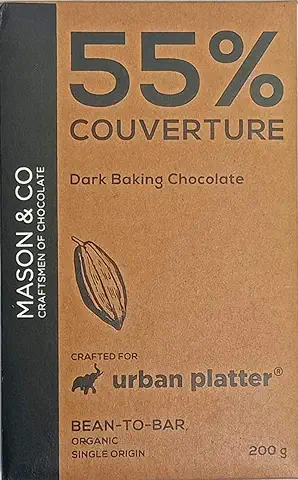 55%
COUVERTURE
Dark Baking Chocolate
MASON & CO
CRAFTSMEN OF CHOCOLATE
CRAFTED FOR
urban platter®
BEAN-TO-BAR,
ORGANIC
SINGLE ORIGIN
200 g